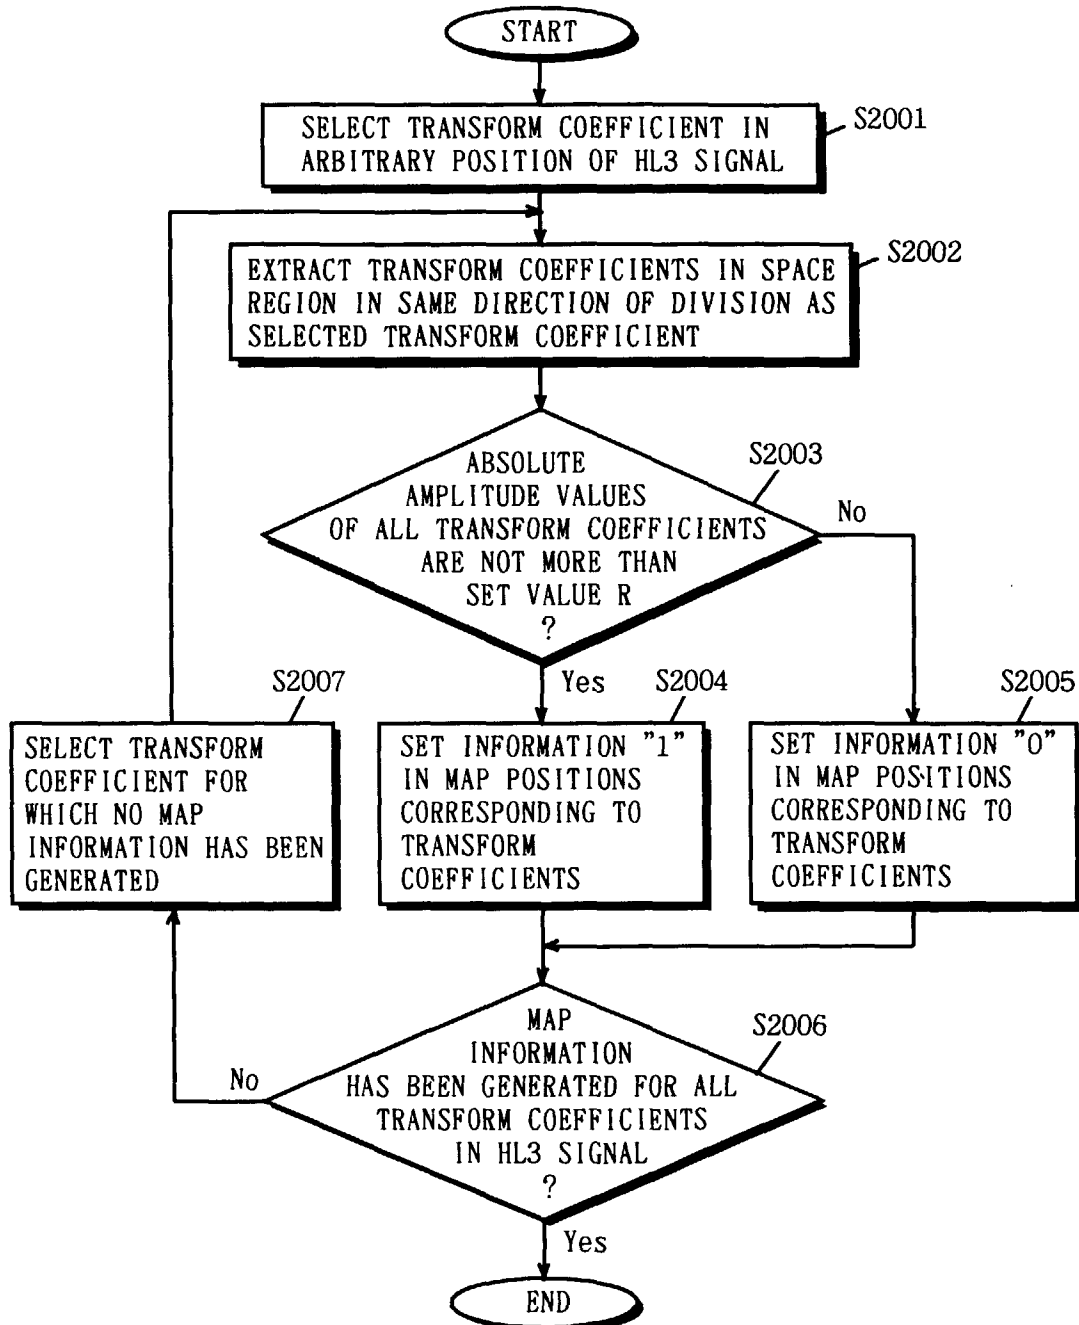 START
S2001
SELECT TRANSFORM COEFFICIENT IN
ARBITRARY POSITION OF HL3 SIGNAL
S2002
EXTRACT TRANSFORM COEFFICIENTS IN SPACE
REGION IN SAME DIRECTION OF DIVISION AS
SELECTED TRANSFORM COEFFICIENT
S2003
ABSOLUTE
AMPLITUDE VALUES
OF ALL TRANSFORM COEFFICIENTS
ARE NOT MORE THAN
SET VALUE R
?
No
Yes
S2007
SELECT TRANSFORM
COEFFICIENT FOR
WHICH NO MAP
INFORMATION HAS BEEN
GENERATED
S2004
SET INFORMATION "1"
IN MAP POSITIONS
CORRESPONDING TO
TRANSFORM
COEFFICIENTS
S2005
SET INFORMATION "0"
IN MAP POSITIONS
CORRESPONDING TO
TRANSFORM
COEFFICIENTS
S2006
MAP
INFORMATION
HAS BEEN GENERATED FOR ALL
TRANSFORM COEFFICIENTS
IN HL3 SIGNAL
?
No
Yes
END